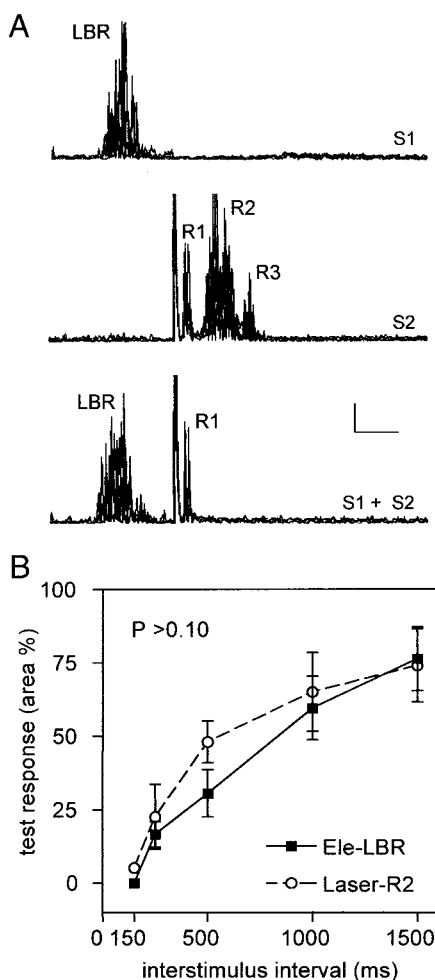 A
LBR
S1
R1
R2
R3
S2
LBR
R1
S1 + S2
B
100
75
50
25
0
P >0.10
Ele-LBR
Laser-R2
0 150 500 1000 1500
test response (area %)
interstimulus interval (ms)